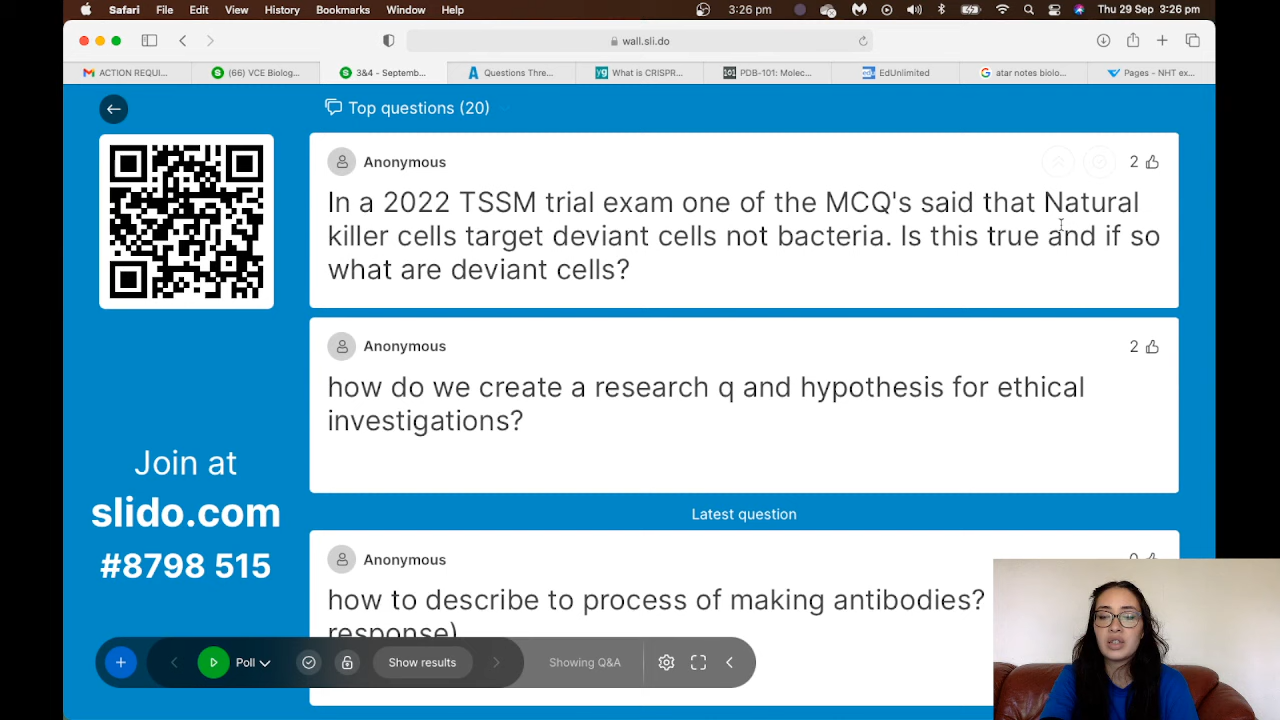 Safari File Edit View History Bookmarks Window Help 3:26 pm Thu 29 Sep 3:26 pm
wall.sli.do
ACTION REQUI... (66) VCE Biolog... 3&4 - Septemb... Questions Thre... What is CRISPR... PDB-101: Molec... EdUnlimited atar notes biolo... Pages - NHT ex...
Top questions (20)
Anonymous 2
In a 2022 TSSM trial exam one of the MCQ's said that Natural
killer cells target deviant cells not bacteria. Is this true and if so
what are deviant cells?
Anonymous 2
how do we create a research q and hypothesis for ethical
investigations?
Join at
slido.com
#8798 515
Latest question
Anonymous 0
how to describe to process of making antibodies?
response)
Poll Show results Showing Q&A